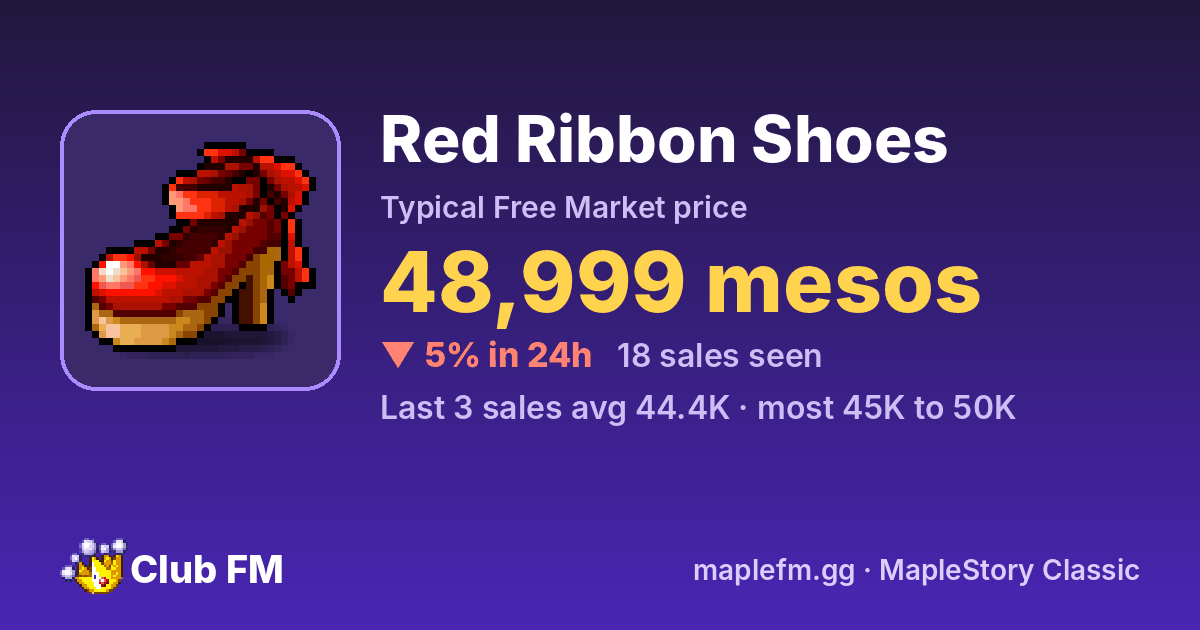 Red Ribbon Shoes
Typical Free Market price
48,999 mesos
▼ 5% in 24h 18 sales seen
Last 3 sales avg 44.4K · most 45K to 50K
Club FM
maplefm.gg · MapleStory Classic